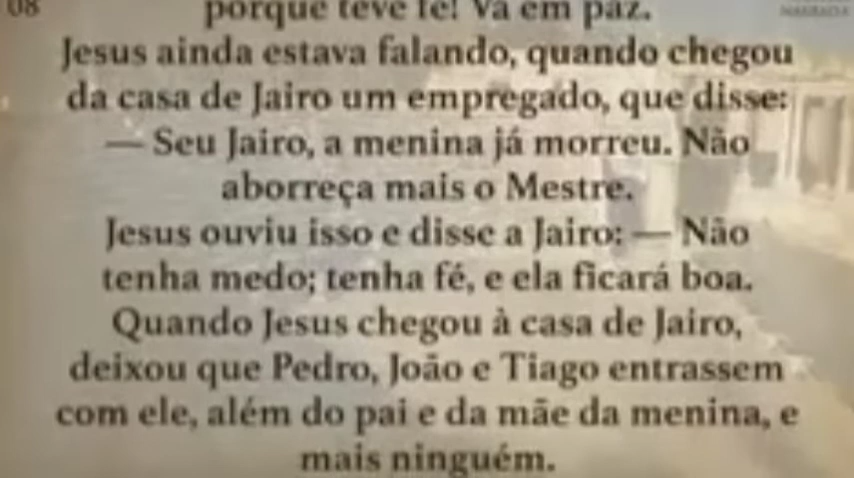 08
porque teve fé! Vá em paz.
Jesus ainda estava falando, quando chegou
da casa de Jairo um empregado, que disse:
— Seu Jairo, a menina já morreu. Não
aborreça mais o Mestre.
Jesus ouviu isso e disse a Jairo: — Não
tenha medo; tenha fé, e ela ficará boa.
Quando Jesus chegou à casa de Jairo,
deixou que Pedro, João e Tiago entrassem
com ele, além do pai e da mãe da menina, e
mais ninguém.